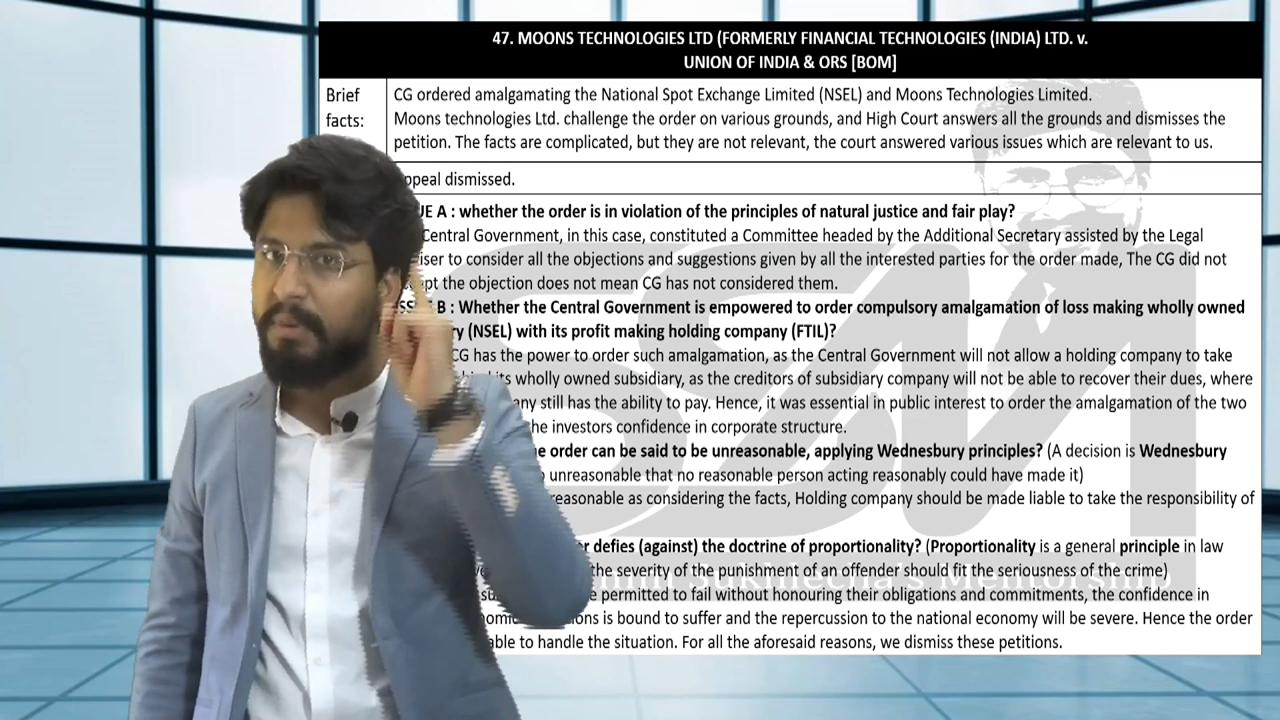 47. MOONS TECHNOLOGIES LTD (FORMERLY FINANCIAL TECHNOLOGIES (INDIA) LTD. v.
UNION OF INDIA & ORS [BOM]
Brief
facts:
CG ordered amalgamating the National Spot Exchange Limited (NSEL) and Moons Technologies Limited.
Moons technologies Ltd. challenge the order on various grounds, and High Court answers all the grounds and dismisses the
petition. The facts are complicated, but they are not relevant, the court answered various issues which are relevant to us.
dismissed.
A : whether the order is in violation of the principles of natural justice and fair play?
Central Government, in this case, constituted a Committee headed by the Additional Secretary assisted by the Legal
to consider all the objections and suggestions given by all the interested parties for the order made, The CG did not
the objection does not mean CG has not considered them.
B : Whether the Central Government is empowered to order compulsory amalgamation of loss making wholly owned
(NSEL) with its profit making holding company (FTIL)?
CG has the power to order such amalgamation, as the Central Government will not allow a holding company to take
its wholly owned subsidiary, as the creditors of subsidiary company will not be able to recover their dues, where
still has the ability to pay. Hence, it was essential in public interest to order the amalgamation of the two
investors confidence in corporate structure.
order can be said to be unreasonable, applying Wednesbury principles? (A decision is Wednesbury
unreasonable that no reasonable person acting reasonably could have made it)
as considering the facts, Holding company should be made liable to take the responsibility of
defies (against) the doctrine of proportionality? (Proportionality is a general principle in law
the severity of the punishment of an offender should fit the seriousness of the crime)
permitted to fail without honouring their obligations and commitments, the confidence in
is bound to suffer and the repercussion to the national economy will be severe. Hence the order
to handle the situation. For all the aforesaid reasons, we dismiss these petitions.